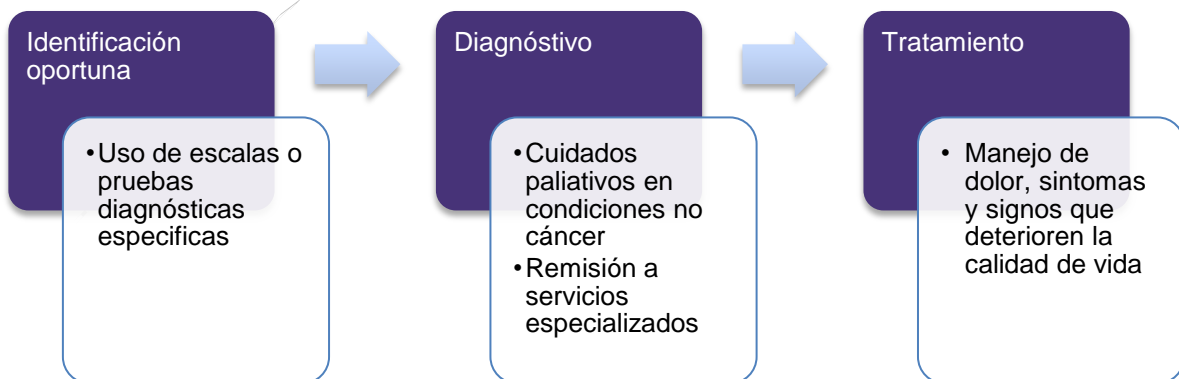 Identificación
oportuna
•Uso de escalas o
pruebas
diagnósticas
especificas
Diagnóstivo
•Cuidados
paliativos en
condiciones no
cáncer
•Remisión a
servicios
especializados
Tratamiento
• Manejo de
dolor, sintomas
y signos que
deterioren la
calidad de vida